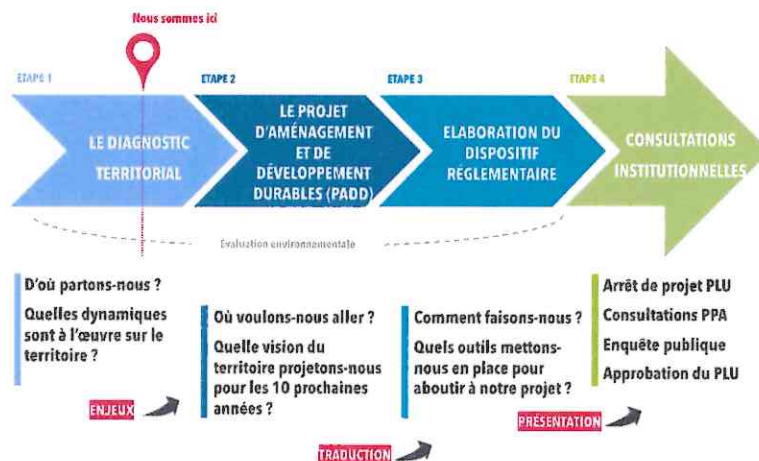 Nous sommes ici
ETAPE 1
ETAPE 2
ETAPE 3
ETAPE 4
LE DIAGNOSTIC
TERRITORIAL
LE PROJET
D'AMÉNAGEMENT
ET DE
DÉVELOPPEMENT
DURABLES (PADD)
ELABORATION DU
DISPOSITIF
RÉGLEMENTAIRE
CONSULTATIONS
INSTITUTIONNELLES
Évaluation environnementale
D'où partons-nous ?
Quelles dynamiques
sont à l'œuvre sur le
territoire ?
ENJEUX
Où voulons-nous aller ?
Quelle vision du
territoire projetons-nous
pour les 10 prochaines
années ?
TRADUCTION
Comment faisons-nous ?
Quels outils mettons-
nous en place pour
aboutir à notre projet ?
PRÉSENTATION
Arrêt de projet PLU
Consultations PPA
Enquête publique
Approbation du PLU